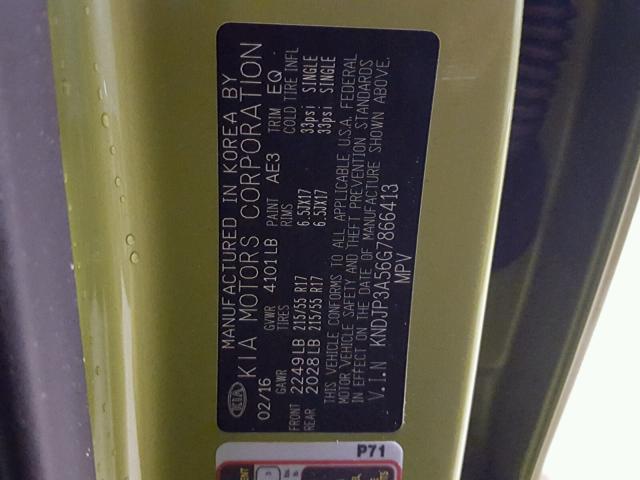 MANUFACTURED IN KOREA BY
KIA MOTORS CORPORATION
KIA
02/16 GVWR 4101LB PAINT AE3 TRIM EQ
GAWR TIRES RIMS COLD TIRE INFL
FRONT 2249LB 215/55 R17 6.5JX17 33psi SINGLE
REAR 2028LB 215/55 R17 6.5JX17 33psi SINGLE
THIS VEHICLE CONFORMS TO ALL APPLICABLE U.S.A. FEDERAL
MOTOR VEHICLE SAFETY AND THEFT PREVENTION STANDARDS
IN EFFECT ON THE DATE OF MANUFACTURE SHOWN ABOVE.
V.I.N KNDJP3A56G7866413
MPV
P71